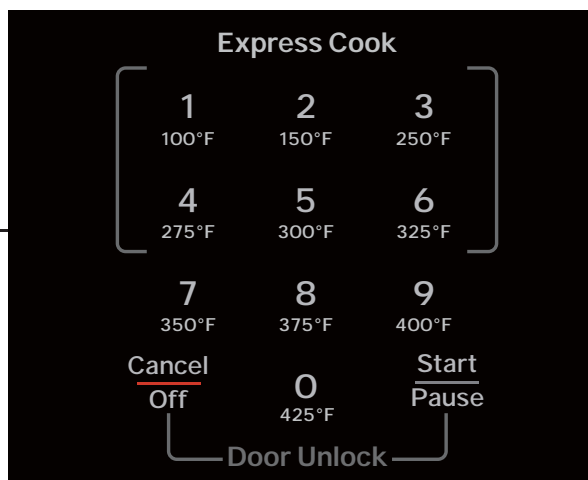 Express Cook
1 2 3
100°F 150°F 250°F
4 5 6
275°F 300°F 325°F
7 8 9
350°F 375°F 400°F
Cancel Start
Off 0 Pause
425°F
Door Unlock